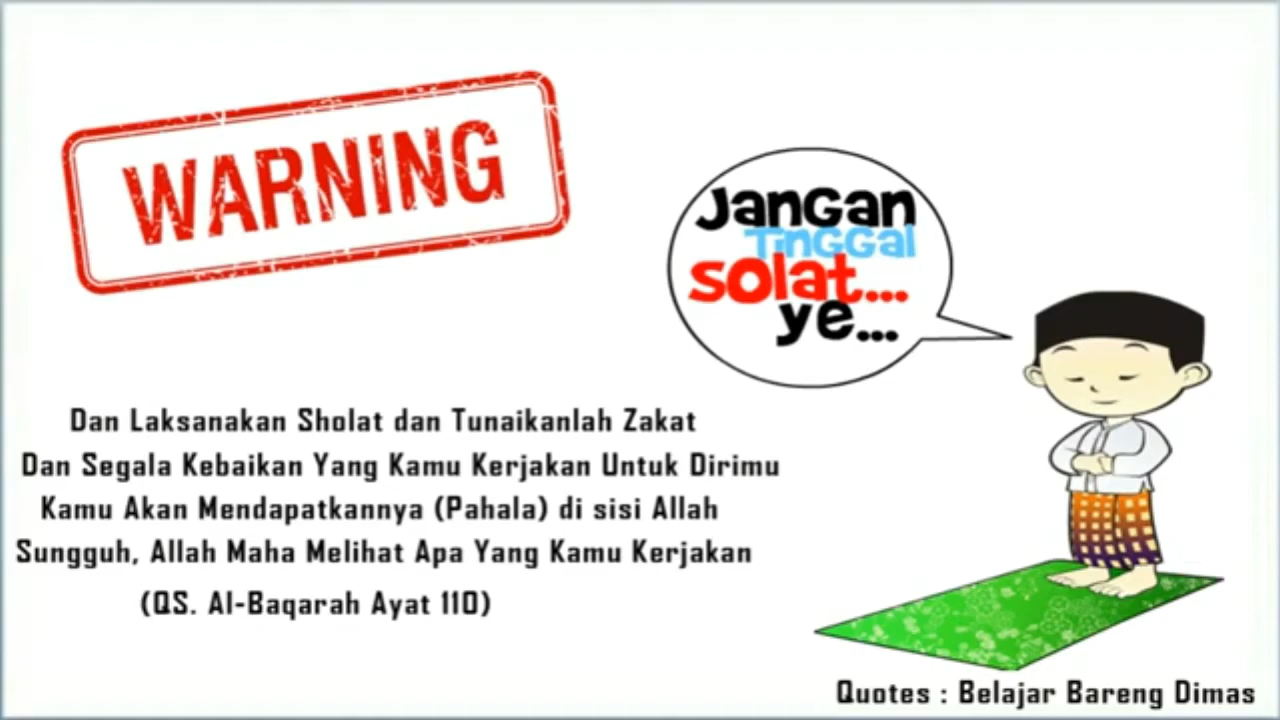 WARNING
Jangan
Tinggal
solat...
ye...
Dan Laksanakan Sholat dan Tunaikanlah Zakat
Dan Segala Kebaikan Yang Kamu Kerjakan Untuk Dirimu
Kamu Akan Mendapatkannya (Pahala) di sisi Allah
Sungguh, Allah Maha Melihat Apa Yang Kamu Kerjakan
(QS. Al-Baqarah Ayat 110)
Quotes : Belajar Bareng Dimas